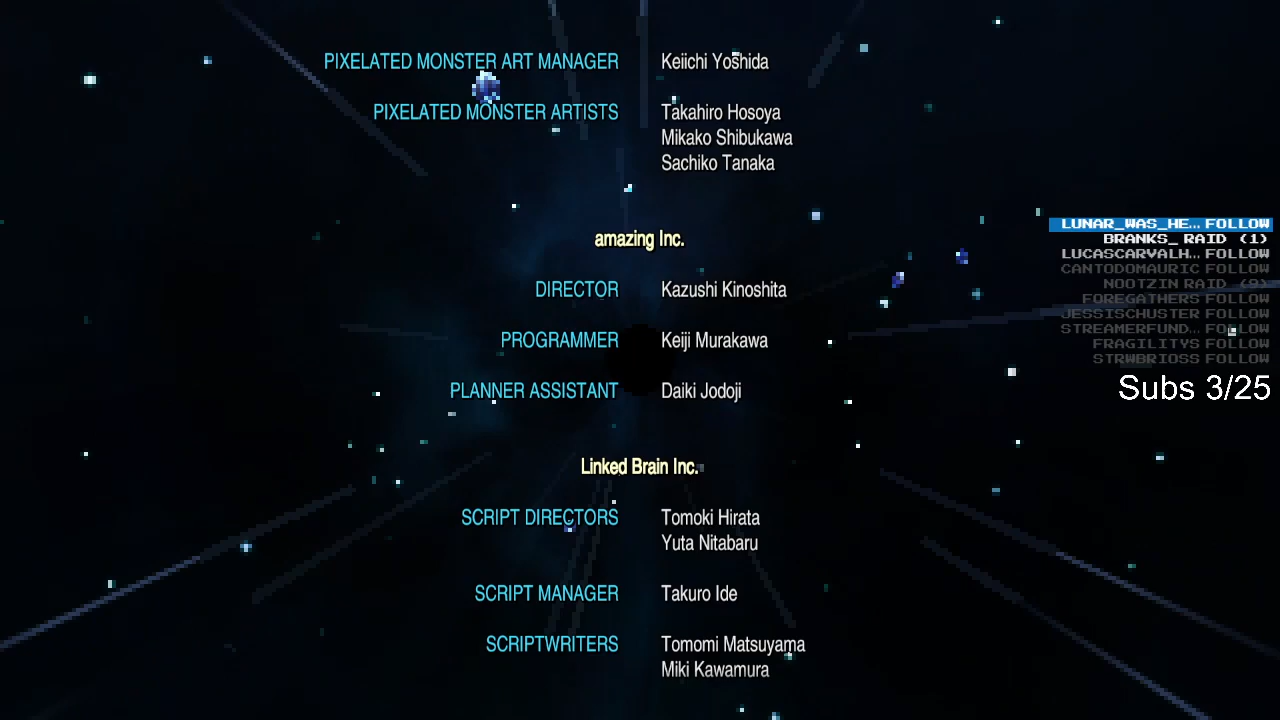 PIXELATED MONSTER ART MANAGER Keiichi Yoshida
PIXELATED MONSTER ARTISTS Takahiro Hosoya
Mikako Shibukawa
Sachiko Tanaka
amazing Inc.
DIRECTOR Kazushi Kinoshita
PROGRAMMER Keiji Murakawa
PLANNER ASSISTANT Daiki Jodoji
Linked Brain Inc.
SCRIPT DIRECTORS Tomoki Hirata
Yuta Nitabaru
SCRIPT MANAGER Takuro Ide
SCRIPTWRITERS Tomomi Matsuyama
Miki Kawamura
LUNAR_WAS_HE... FOLLOW
BRANKS_ RAID (1)
LUCASCARVALH... FOLLOW
CANTODOMAURIC FOLLOW
NOOTZIN RAID (9)
FOREGATHERS FOLLOW
JESSISCHUSTER FOLLOW
STREAMERFUND... FOLLOW
FRAGILITYS FOLLOW
STRWBRIOSS FOLLOW
Subs 3/25